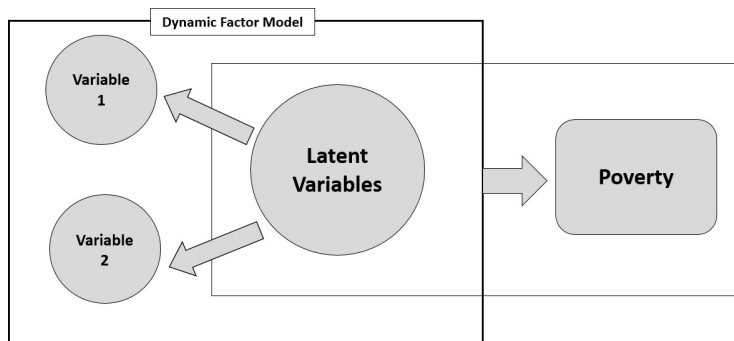 Dynamic Factor Model
Variable
1
Latent
Variables
Poverty
Variable
2